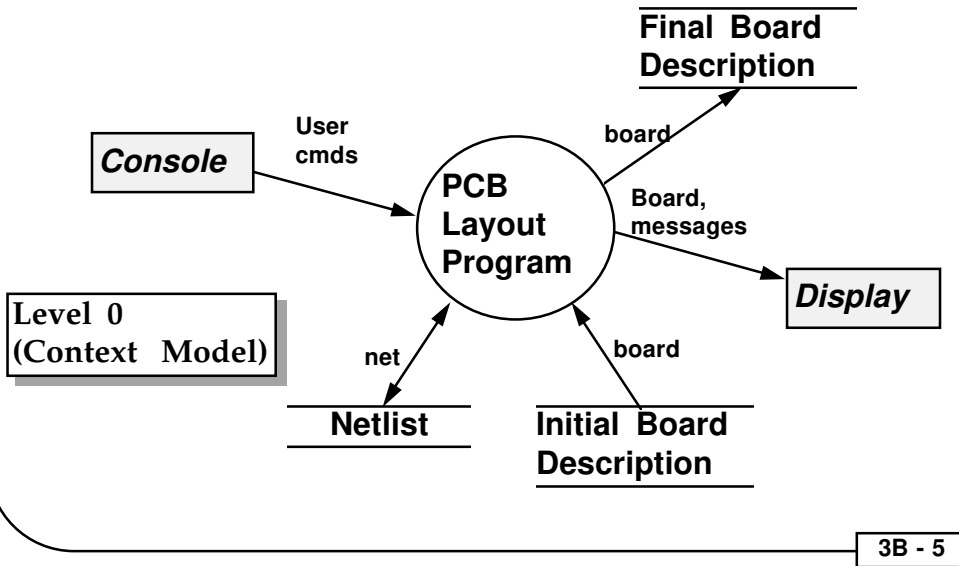 Final Board
Description
User
cmds
board
Console
PCB
Layout
Program
Board,
messages
Display
Level 0
(Context Model)
net
board
Netlist
Initial Board
Description
3B - 5